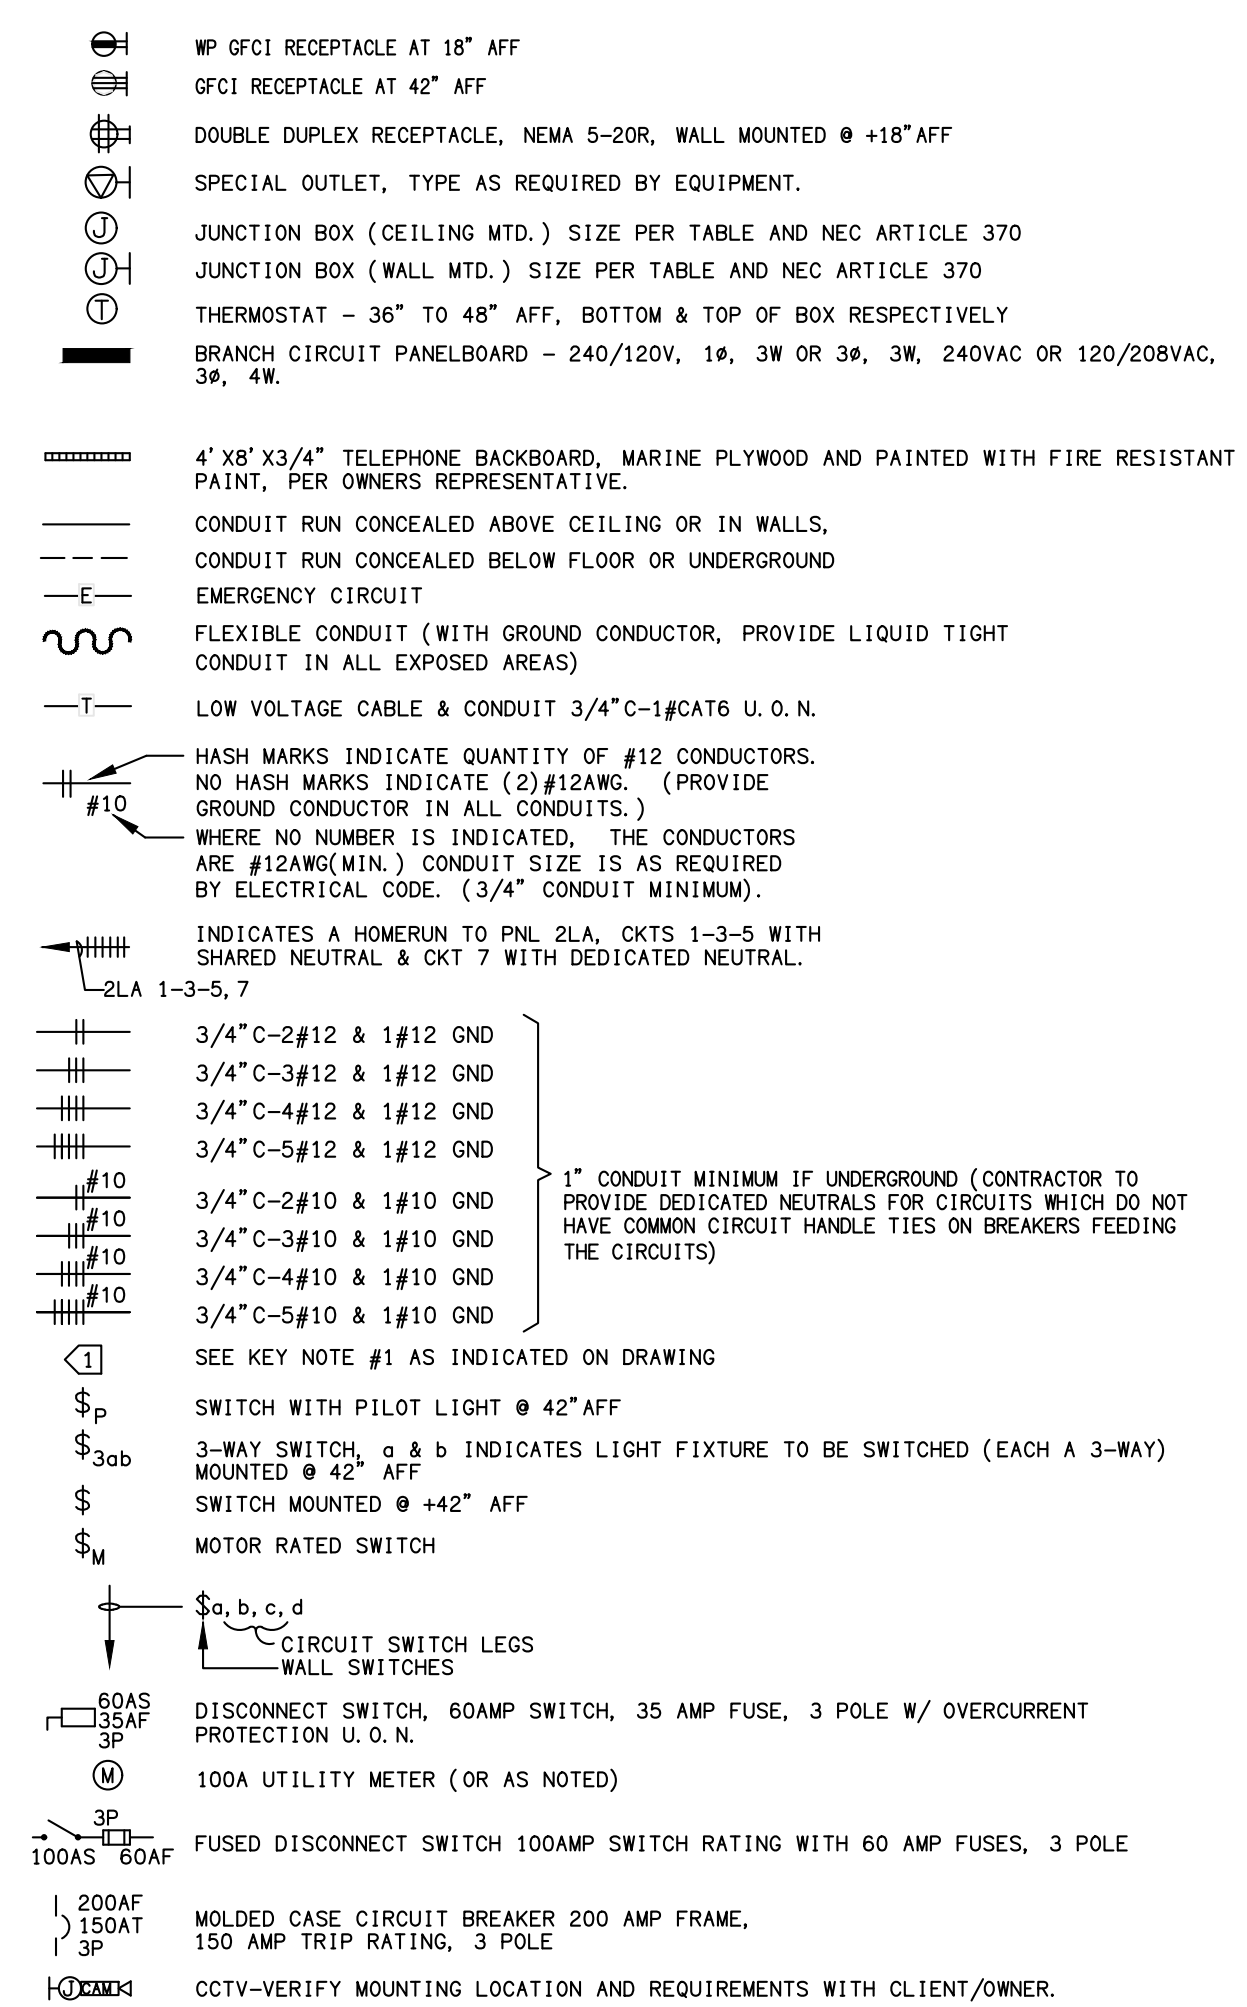 WP GFCI RECEPTACLE AT 18" AFF
GFCI RECEPTACLE AT 42" AFF
DOUBLE DUPLEX RECEPTACLE, NEMA 5-20R, WALL MOUNTED @ +18"AFF
SPECIAL OUTLET, TYPE AS REQUIRED BY EQUIPMENT.
J JUNCTION BOX (CEILING MTD.) SIZE PER TABLE AND NEC ARTICLE 370
J JUNCTION BOX (WALL MTD.) SIZE PER TABLE AND NEC ARTICLE 370
T THERMOSTAT - 36" TO 48" AFF, BOTTOM & TOP OF BOX RESPECTIVELY
BRANCH CIRCUIT PANELBOARD - 240/120V, 1ø, 3W OR 3ø, 3W, 240VAC OR 120/208VAC,
3ø, 4W.
4'X8'X3/4" TELEPHONE BACKBOARD, MARINE PLYWOOD AND PAINTED WITH FIRE RESISTANT
PAINT, PER OWNERS REPRESENTATIVE.
CONDUIT RUN CONCEALED ABOVE CEILING OR IN WALLS,
CONDUIT RUN CONCEALED BELOW FLOOR OR UNDERGROUND
E EMERGENCY CIRCUIT
FLEXIBLE CONDUIT (WITH GROUND CONDUCTOR, PROVIDE LIQUID TIGHT
CONDUIT IN ALL EXPOSED AREAS)
T LOW VOLTAGE CABLE & CONDUIT 3/4"C-1#CAT6 U.O.N.
HASH MARKS INDICATE QUANTITY OF #12 CONDUCTORS.
NO HASH MARKS INDICATE (2)#12AWG. (PROVIDE
#10 GROUND CONDUCTOR IN ALL CONDUITS.)
WHERE NO NUMBER IS INDICATED, THE CONDUCTORS
ARE #12AWG(MIN.) CONDUIT SIZE IS AS REQUIRED
BY ELECTRICAL CODE. (3/4" CONDUIT MINIMUM).
INDICATES A HOMERUN TO PNL 2LA, CKTS 1-3-5 WITH
SHARED NEUTRAL & CKT 7 WITH DEDICATED NEUTRAL.
2LA 1-3-5,7
3/4"C-2#12 & 1#12 GND
3/4"C-3#12 & 1#12 GND
3/4"C-4#12 & 1#12 GND
3/4"C-5#12 & 1#12 GND
#10 3/4"C-2#10 & 1#10 GND
#10 3/4"C-3#10 & 1#10 GND
#10 3/4"C-4#10 & 1#10 GND
#10 3/4"C-5#10 & 1#10 GND
1" CONDUIT MINIMUM IF UNDERGROUND (CONTRACTOR TO
PROVIDE DEDICATED NEUTRALS FOR CIRCUITS WHICH DO NOT
HAVE COMMON CIRCUIT HANDLE TIES ON BREAKERS FEEDING
THE CIRCUITS)
1 SEE KEY NOTE #1 AS INDICATED ON DRAWING
$P SWITCH WITH PILOT LIGHT @ 42"AFF
$3ab 3-WAY SWITCH, a & b INDICATES LIGHT FIXTURE TO BE SWITCHED (EACH A 3-WAY)
MOUNTED @ 42" AFF
$ SWITCH MOUNTED @ +42" AFF
$M MOTOR RATED SWITCH
$a,b,c,d
CIRCUIT SWITCH LEGS
WALL SWITCHES
60AS
35AF
3P
DISCONNECT SWITCH, 60AMP SWITCH, 35 AMP FUSE, 3 POLE W/ OVERCURRENT
PROTECTION U.O.N.
M 100A UTILITY METER (OR AS NOTED)
3P
100AS 60AF
FUSED DISCONNECT SWITCH 100AMP SWITCH RATING WITH 60 AMP FUSES, 3 POLE
200AF
150AT
3P
MOLDED CASE CIRCUIT BREAKER 200 AMP FRAME,
150 AMP TRIP RATING, 3 POLE
J CAM CCTV-VERIFY MOUNTING LOCATION AND REQUIREMENTS WITH CLIENT/OWNER.